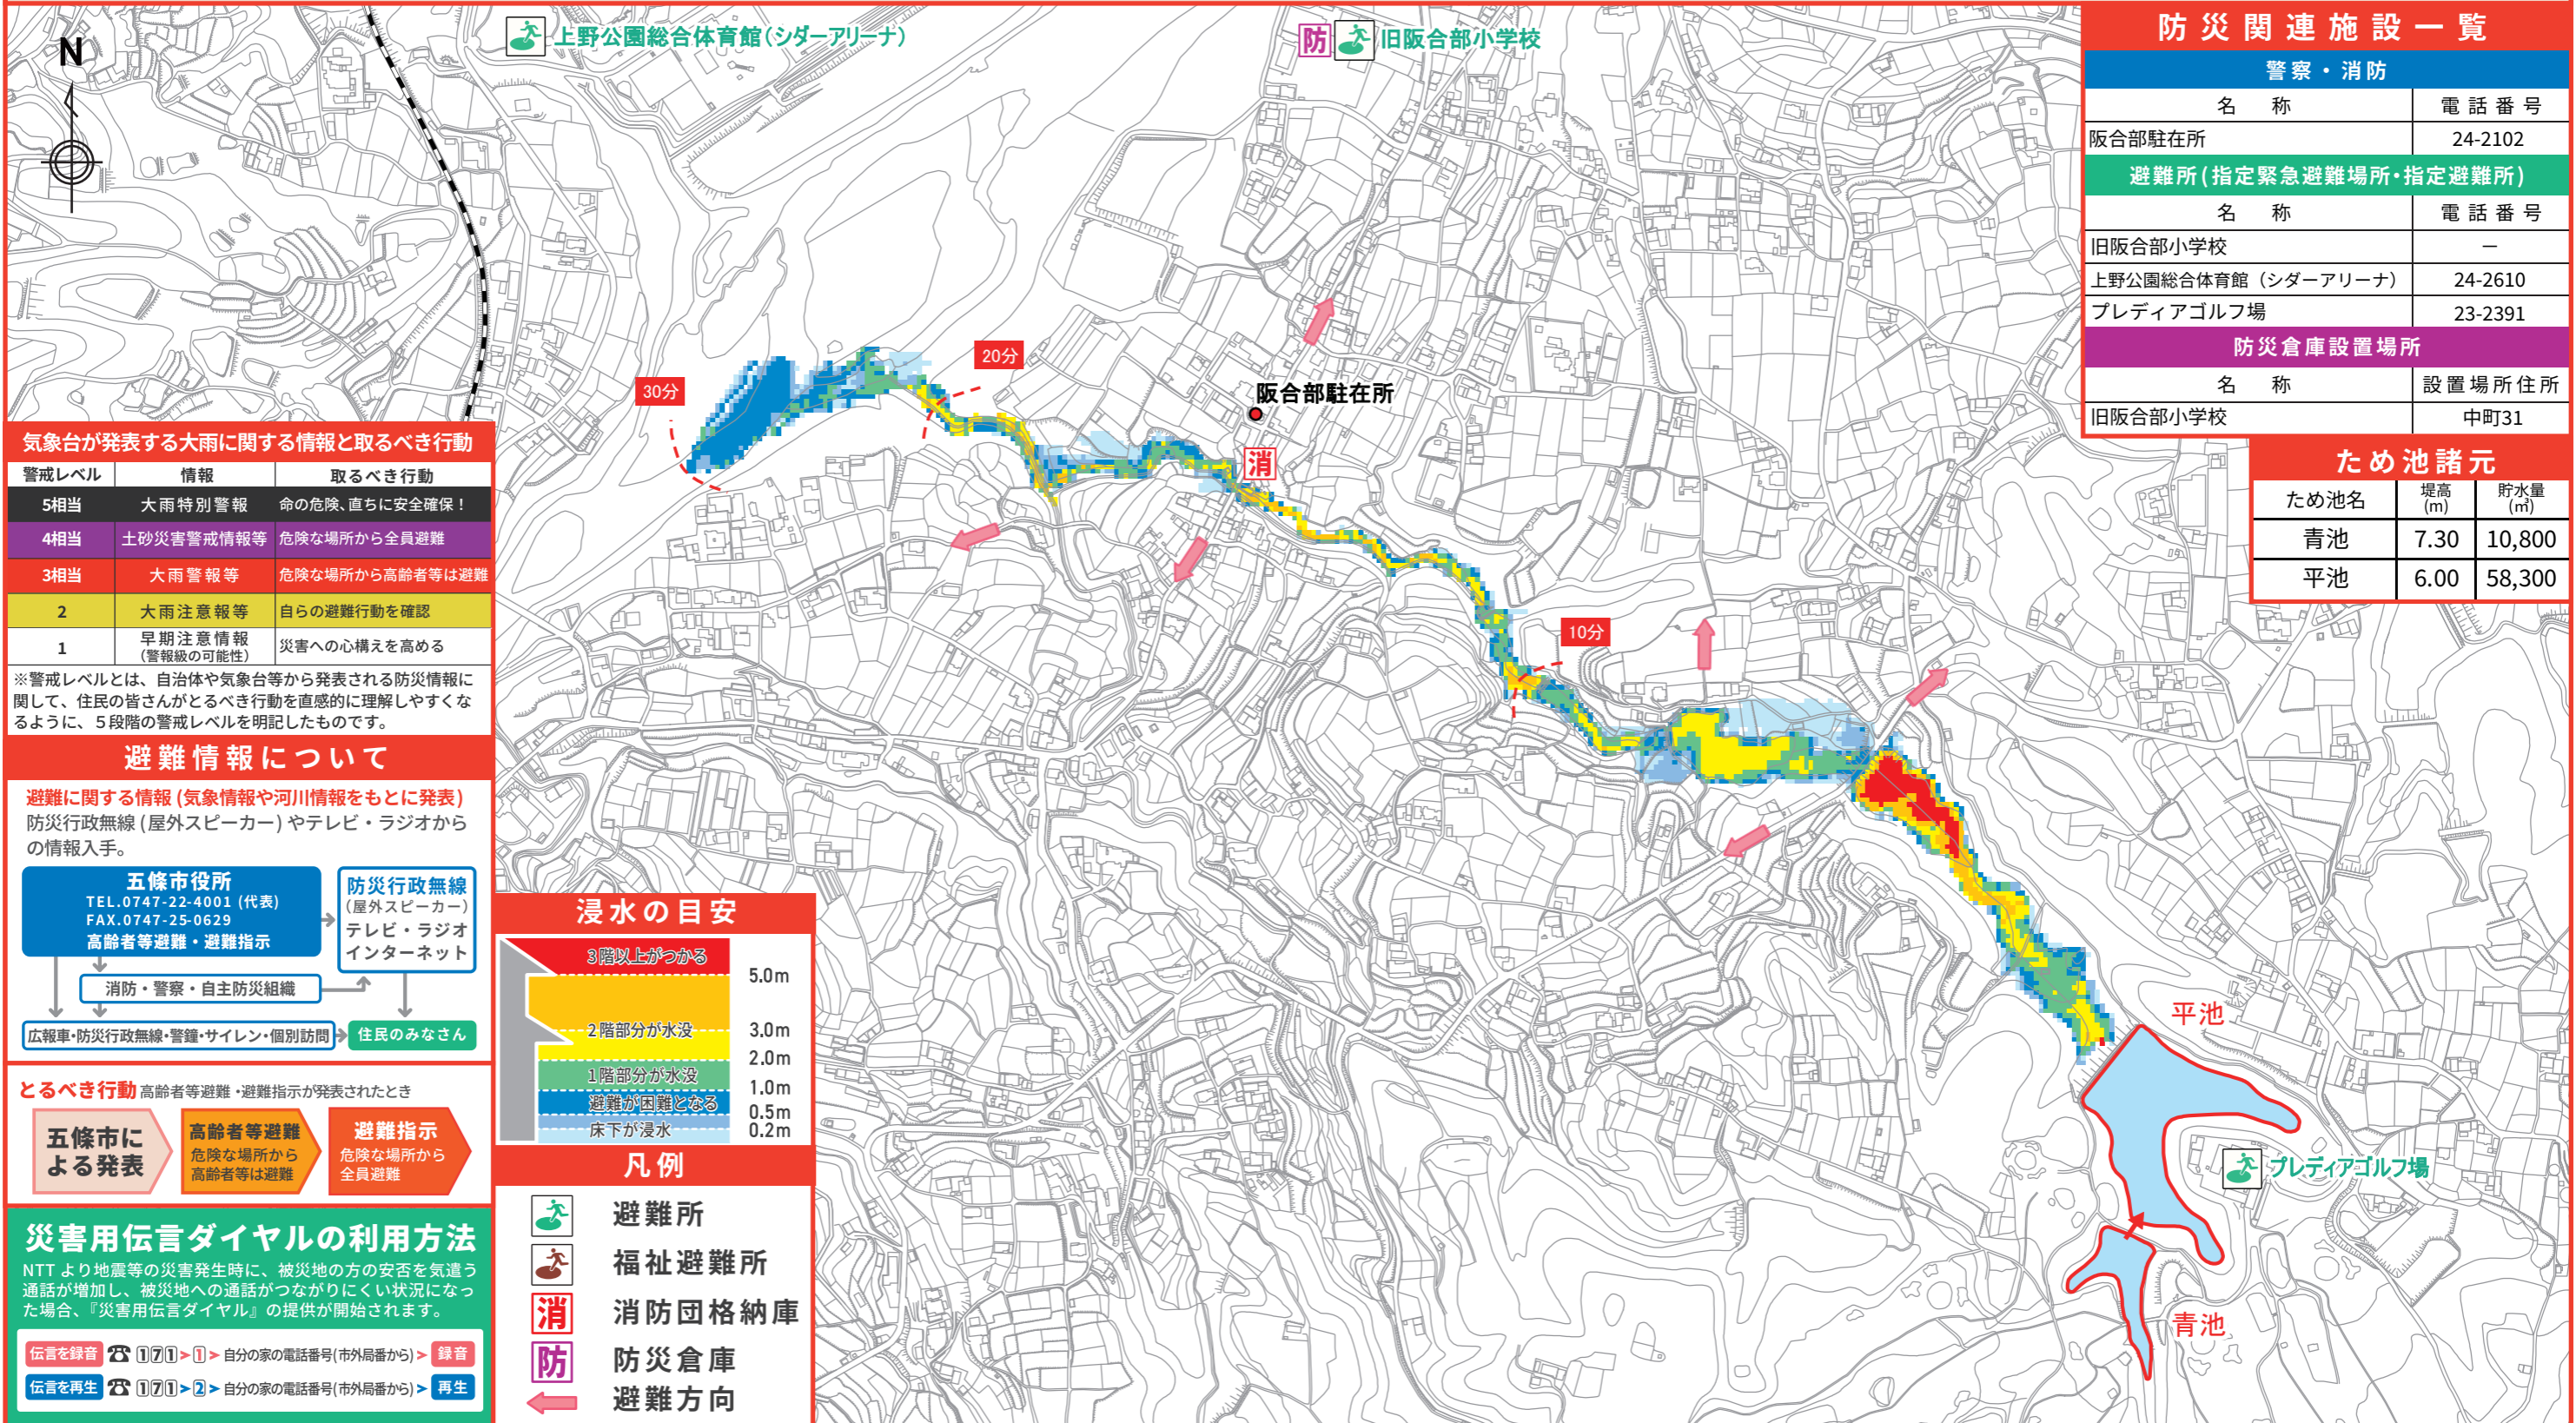 N
上野公園総合体育館(シダーアリーナ)
防 旧阪合部小学校
30分
20分
阪合部駐在所
消
10分
平池
プレディアゴルフ場
青池
防災関連施設一覧
警察・消防
名 称 電話番号
阪合部駐在所 24-2102
避難所(指定緊急避難場所・指定避難所)
名 称 電話番号
旧阪合部小学校 －
上野公園総合体育館（シダーアリーナ） 24-2610
プレディアゴルフ場 23-2391
防災倉庫設置場所
名 称 設置場所住所
旧阪合部小学校 中町31
ため池諸元
ため池名 堤高(m) 貯水量(㎥)
青池 7.30 10,800
平池 6.00 58,300
気象台が発表する大雨に関する情報と取るべき行動
警戒レベル 情報 取るべき行動
5相当 大雨特別警報 命の危険、直ちに安全確保！
4相当 土砂災害警戒情報等 危険な場所から全員避難
3相当 大雨警報等 危険な場所から高齢者等は避難
2 大雨注意報等 自らの避難行動を確認
1 早期注意情報(警報級の可能性) 災害への心構えを高める
※警戒レベルとは、自治体や気象台等から発表される防災情報に
関して、住民の皆さんがとるべき行動を直感的に理解しやすくな
るように、５段階の警戒レベルを明記したものです。
避難情報について
避難に関する情報(気象情報や河川情報をもとに発表)
防災行政無線(屋外スピーカー)やテレビ・ラジオから
の情報入手。
五條市役所
TEL.0747-22-4001 (代表)
FAX.0747-25-0629
高齢者等避難・避難指示
防災行政無線
(屋外スピーカー)
テレビ・ラジオ
インターネット
消防・警察・自主防災組織
広報車・防災行政無線・警鐘・サイレン・個別訪問
住民のみなさん
とるべき行動 高齢者等避難・避難指示が発表されたとき
五條市に
よる発表
高齢者等避難
危険な場所から
高齢者等は避難
避難指示
危険な場所から
全員避難
災害用伝言ダイヤルの利用方法
NTTより地震等の災害発生時に、被災地の方の安否を気遣う
通話が増加し、被災地への通話がつながりにくい状況になっ
た場合、『災害用伝言ダイヤル』の提供が開始されます。
伝言を録音 ☎ 171 > 1 > 自分の家の電話番号(市外局番から) > 録音
伝言を再生 ☎ 171 > 2 > 自分の家の電話番号(市外局番から) > 再生
浸水の目安
3階以上がつかる
5.0m
2階部分が水没
3.0m
2.0m
1階部分が水没
1.0m
避難が困難となる
0.5m
床下が浸水
0.2m
凡例
避難所
福祉避難所
消 消防団格納庫
防 防災倉庫
避難方向